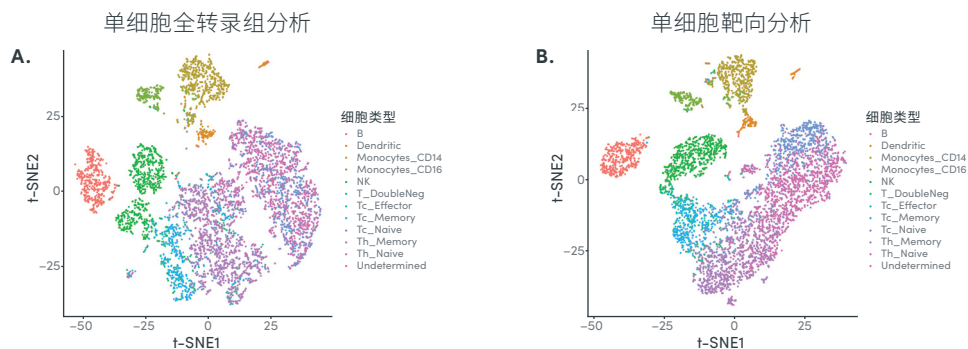 单细胞全转录组分析
A.
25
0
−25
−50
−25
0
25
t-SNE2
t-SNE1
细胞类型
B
Dendritic
Monocytes_CD14
Monocytes_CD16
NK
T_DoubleNeg
Tc_Effector
Tc_Memory
Tc_Naive
Th_Memory
Th_Naive
Undetermined
单细胞靶向分析
B.
25
0
−25
−50
−25
0
25
t-SNE2
t-SNE1
细胞类型
B
Dendritic
Monocytes_CD14
Monocytes_CD16
NK
T_DoubleNeg
Tc_Effector
Tc_Memory
Tc_Naive
Th_Memory
Th_Naive
Undetermined